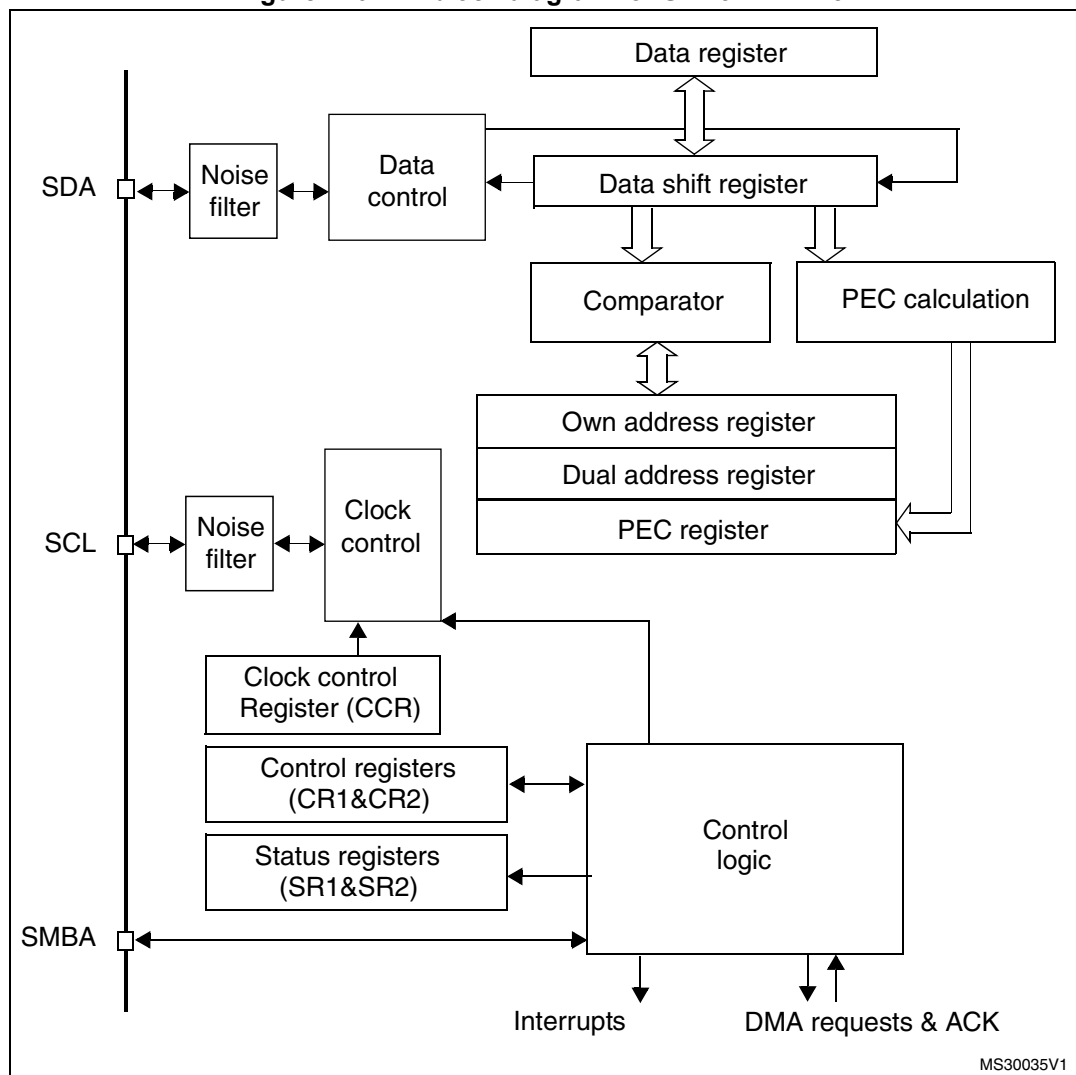 Data register
Data
control
Noise
filter
SDA
Data shift register
Comparator
PEC calculation
Own address register
Dual address register
PEC register
Clock
control
Noise
filter
SCL
Clock control
Register (CCR)
Control registers
(CR1&CR2)
Status registers
(SR1&SR2)
Control
logic
SMBA
Interrupts
DMA requests & ACK
MS30035V1